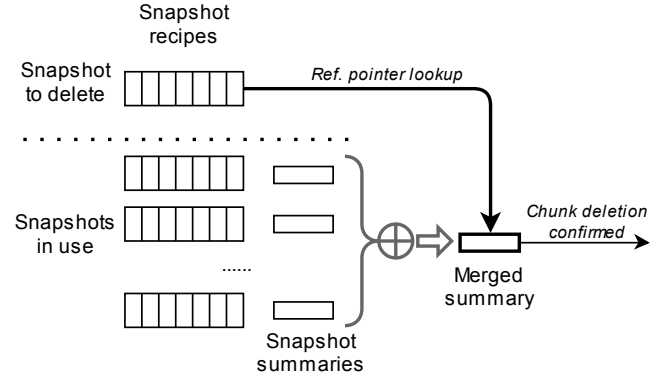 Snapshot
recipes
Snapshot
to delete
Ref. pointer lookup
Snapshots
in use
......
Chunk deletion
confirmed
Merged
summary
Snapshot
summaries